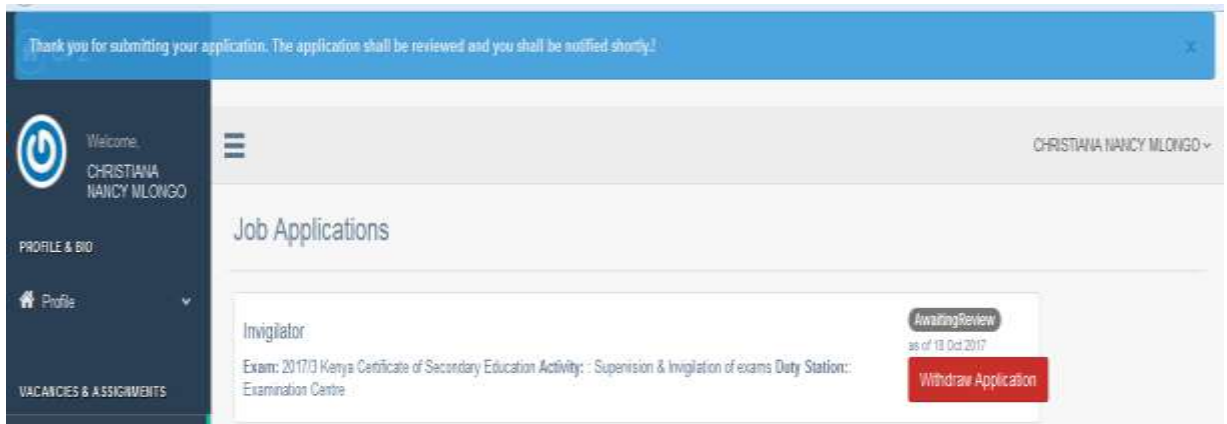 Thank you for submitting your application. The application shall be reviewed and you shall be notified shortly.!
x
Welcome,
CHRISTIANA
NANCY MLONGO
CHRISTIANA NANCY MLONGO
PROFILE & BIO
Job Applications
Profile
Invigilator
AwaitingReview
as of 18 Oct 2017
Exam: 2017/3 Kenya Certificate of Secondary Education Activity: : Supervision & Invigilation of exams Duty Station::
Examination Centre
Withdraw Application
VACANCIES & ASSIGNMENTS